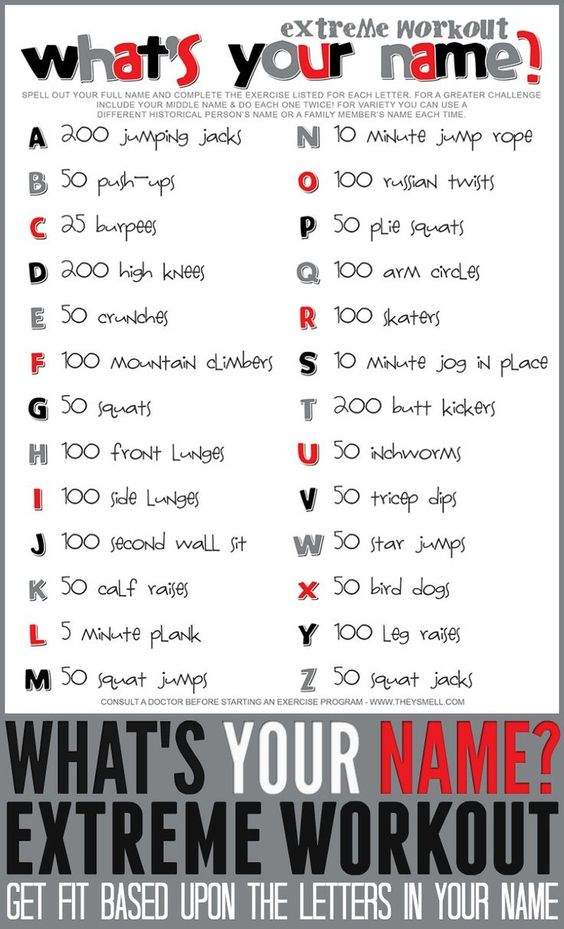 extreme workout
what's your name?
SPELL OUT YOUR FULL NAME AND COMPLETE THE EXERCISE LISTED FOR EACH LETTER. FOR A GREATER CHALLENGE
INCLUDE YOUR MIDDLE NAME & DO EACH ONE TWICE! FOR VARIETY YOU CAN USE A
DIFFERENT HISTORICAL PERSON'S NAME OR A FAMILY MEMBER'S NAME EACH TIME.
A 200 jumping jacks
B 50 push-ups
C 25 burpees
D 200 high knees
E 50 crunches
F 100 mountain climbers
G 50 squats
H 100 front lunges
I 100 side lunges
J 100 second wall sit
K 50 calf raises
L 5 minute plank
M 50 squat jumps
N 10 minute jump rope
O 100 russian twists
P 50 plie squats
Q 100 arm circles
R 100 skaters
S 10 minute jog in place
T 200 butt kickers
U 50 inchworms
V 50 tricep dips
W 50 star jumps
X 50 bird dogs
Y 100 leg raises
Z 50 squat jacks
CONSULT A DOCTOR BEFORE STARTING AN EXERCISE PROGRAM - WWW.THEYSMELL.COM
WHAT'S YOUR NAME?
EXTREME WORKOUT
GET FIT BASED UPON THE LETTERS IN YOUR NAME